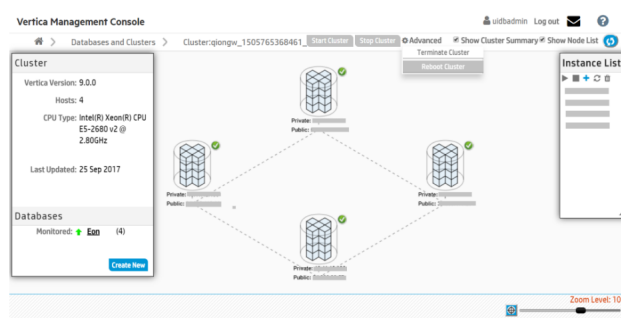 Vertica Management Console
uidbadmin Log out
?
Databases and Clusters > Cluster:qiongw_1505765368461_ Start Cluster Stop Cluster Advanced Show Cluster Summary Show Node List
Terminate Cluster
Reboot Cluster
Cluster
Vertica Version: 9.0.0
Hosts: 4
CPU Type: Intel(R) Xeon(R) CPU
E5-2680 v2 @
2.80GHz
Last Updated: 25 Sep 2017
Databases
Monitored: Eon (4)
Create New
Private:
Public:
Private:
Public:
Private:
Public:
Private:
Public:
Instance List
Zoom Level: 10